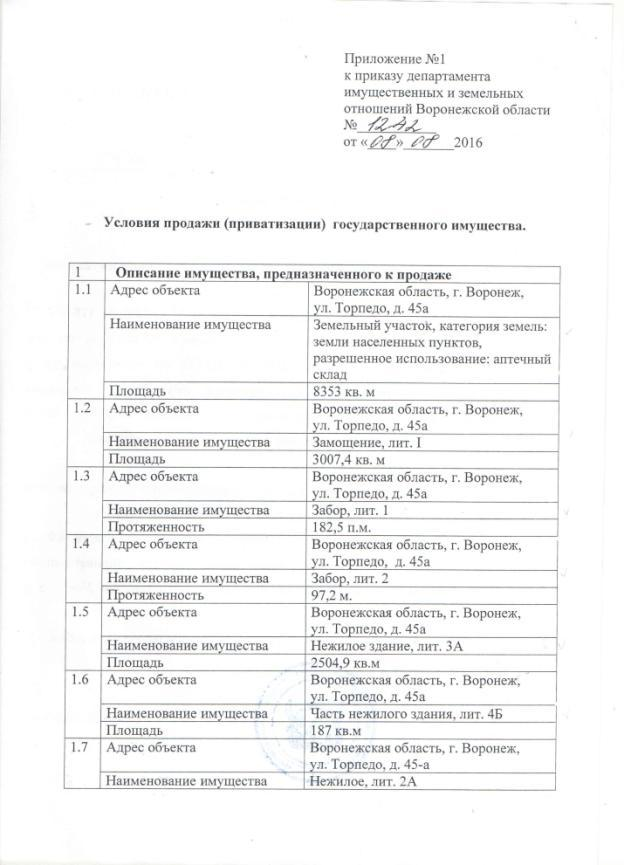 Приложение №1
к приказу департамента
имущественных и земельных
отношений Воронежской области
№ 1242
от «08» 08 2016
Условия продажи (приватизации) государственного имущества.
1 Описание имущества, предназначенного к продаже
1.1 Адрес объекта Воронежская область, г. Воронеж,
ул. Торпедо, д. 45а
Наименование имущества Земельный участок, категория земель:
земли населенных пунктов,
разрешенное использование: аптечный
склад
Площадь 8353 кв. м
1.2 Адрес объекта Воронежская область, г. Воронеж,
ул. Торпедо, д. 45а
Наименование имущества Замощение, лит. I
Площадь 3007,4 кв. м
1.3 Адрес объекта Воронежская область, г. Воронеж,
ул. Торпедо, д. 45а
Наименование имущества Забор, лит. 1
Протяженность 182,5 п.м.
1.4 Адрес объекта Воронежская область, г. Воронеж,
ул. Торпедо, д. 45а
Наименование имущества Забор, лит. 2
Протяженность 97,2 м.
1.5 Адрес объекта Воронежская область, г. Воронеж,
ул. Торпедо, д. 45а
Наименование имущества Нежилое здание, лит. 3А
Площадь 2504,9 кв.м
1.6 Адрес объекта Воронежская область, г. Воронеж,
ул. Торпедо, д. 45а
Наименование имущества Часть нежилого здания, лит. 4Б
Площадь 187 кв.м
1.7 Адрес объекта Воронежская область, г. Воронеж,
ул. Торпедо, д. 45-а
Наименование имущества Нежилое, лит. 2А